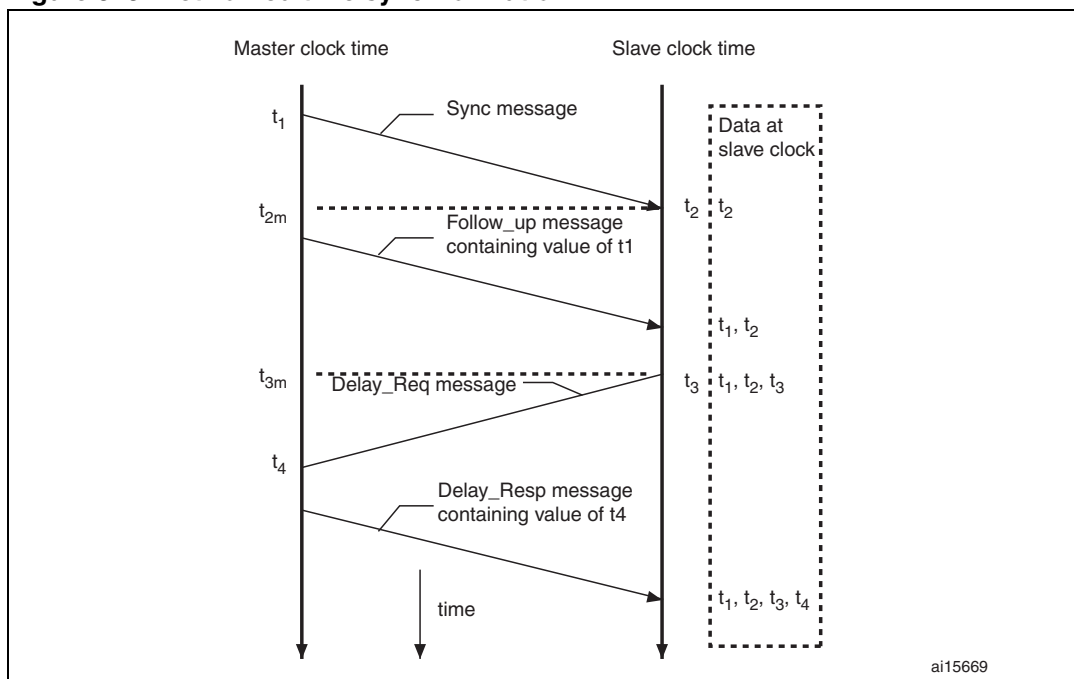 Master clock time
Slave clock time
t1
Sync message
Data at
slave clock
t2m
t2
t2
Follow_up message
containing value of t1
t1, t2
t3m
Delay_Req message
t3
t1, t2, t3
t4
Delay_Resp message
containing value of t4
t1, t2, t3, t4
time
ai15669